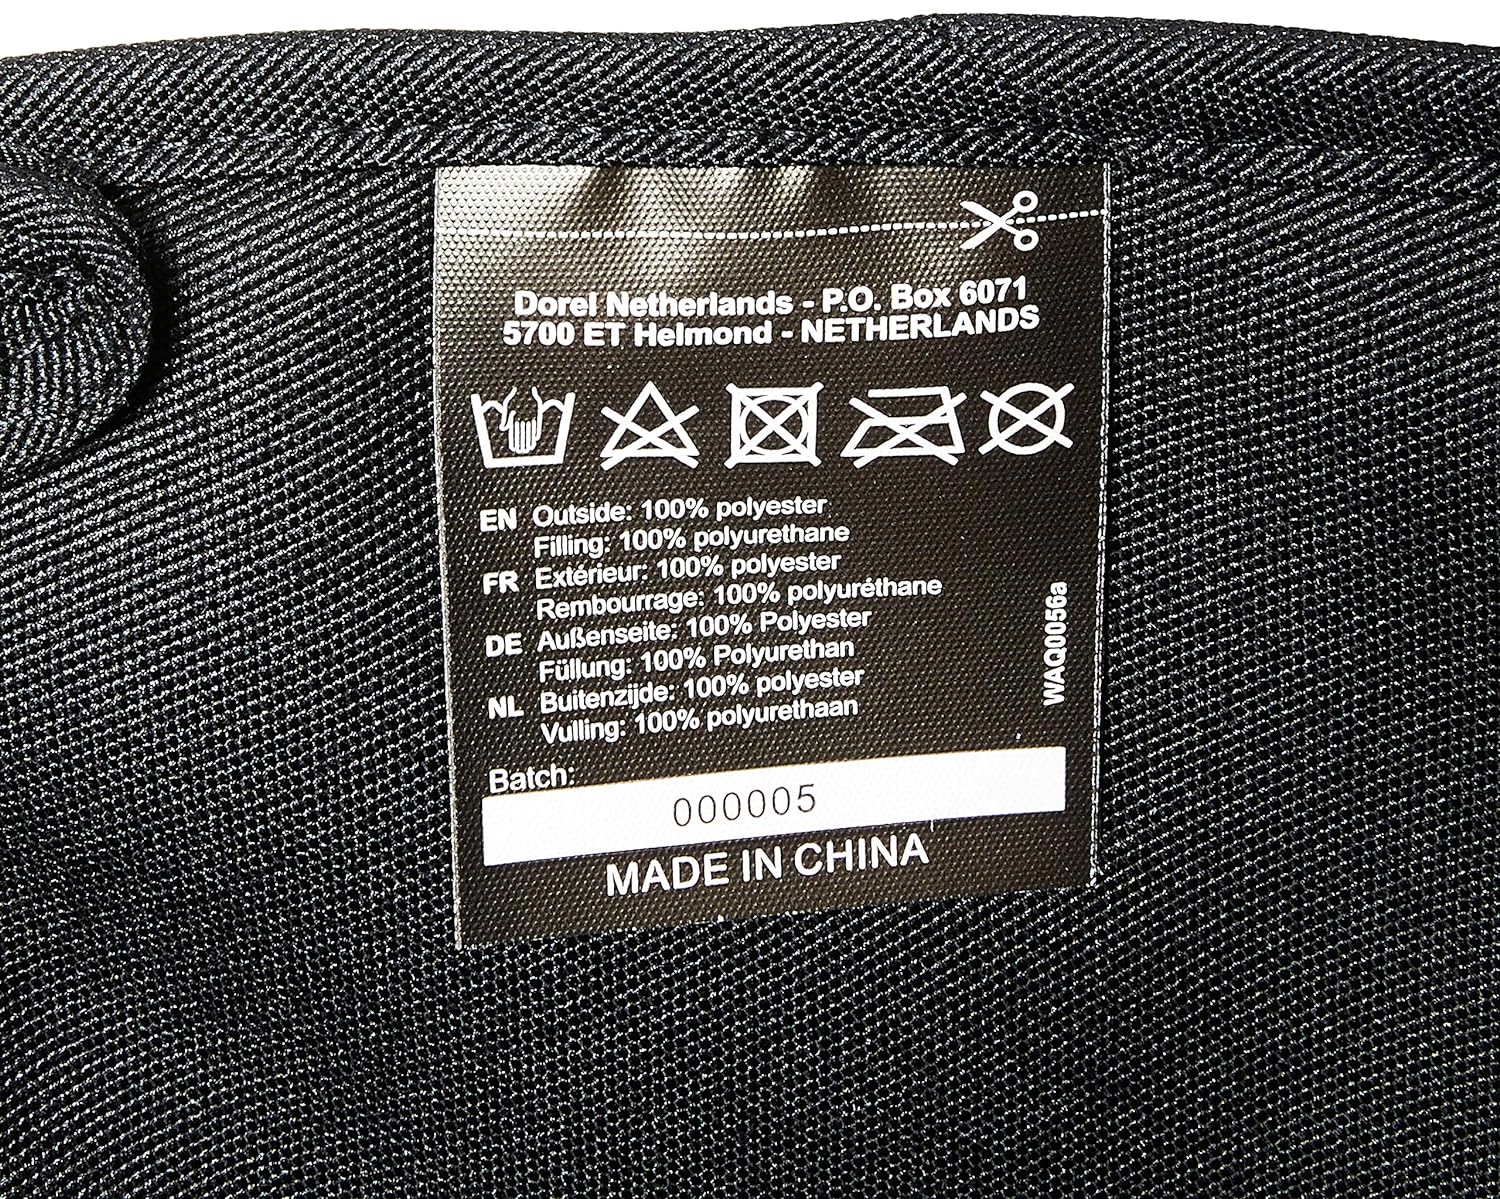 Dorel Netherlands - P.O. Box 6071
5700 ET Helmond - NETHERLANDS
EN Outside: 100% polyester
Filling: 100% polyurethane
FR Extérieur: 100% polyester
Rembourrage: 100% polyuréthane
DE Außenseite: 100% Polyester
Füllung: 100% Polyurethan
NL Buitenzijde: 100% polyester
Vulling: 100% polyurethaan
WAQ0056a
Batch:
000005
MADE IN CHINA